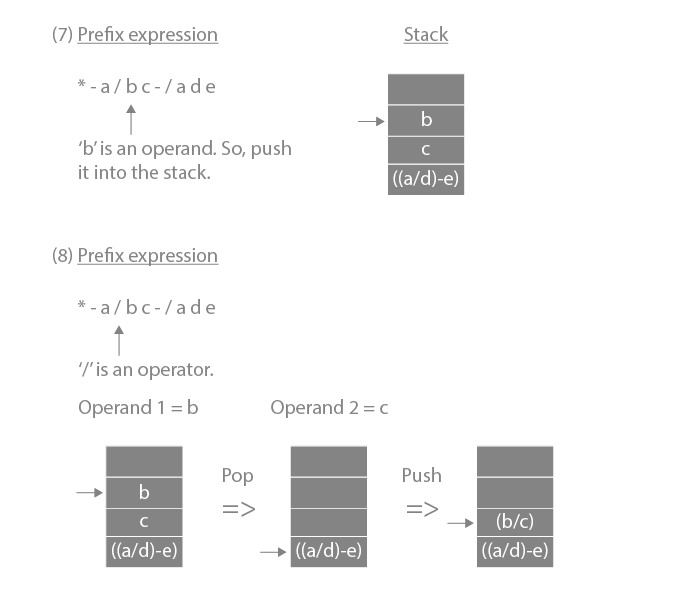 (7) Prefix expression
Stack
* - a / b c - / a d e
‘b’ is an operand. So, push
it into the stack.
b
c
((a/d)-e)
(8) Prefix expression
* - a / b c - / a d e
‘/’ is an operator.
Operand 1 = b
Operand 2 = c
b
c
((a/d)-e)
Pop
=>
((a/d)-e)
Push
=>
(b/c)
((a/d)-e)